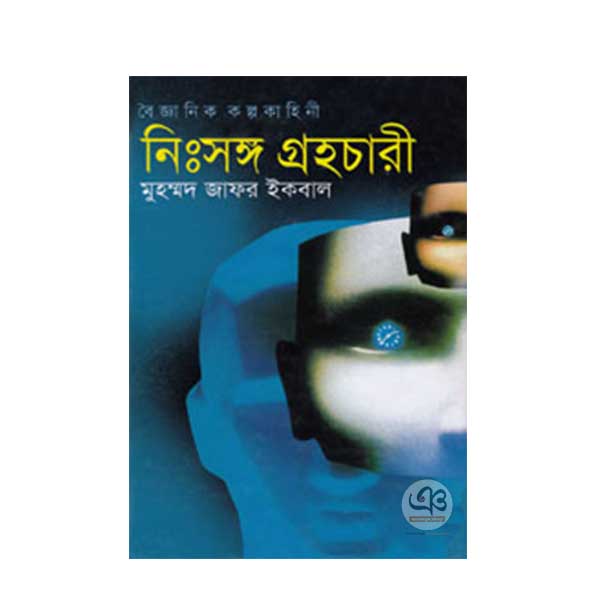 বৈজ্ঞানিক কল্পকাহিনী
নিঃসঙ্গ গ্রহচারী
মুহম্মদ জাফর ইকবাল